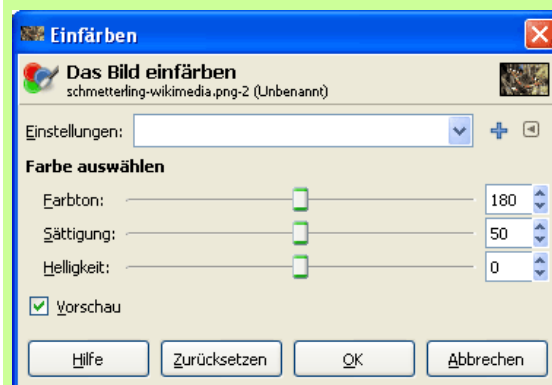 Einfärben
Das Bild einfärben
schmetterling-wikimedia.png-2 (Unbenannt)
Einstellungen:
Farbe auswählen
Farbton: 180
Sättigung: 50
Helligkeit: 0
Vorschau
Hilfe Zurücksetzen OK Abbrechen